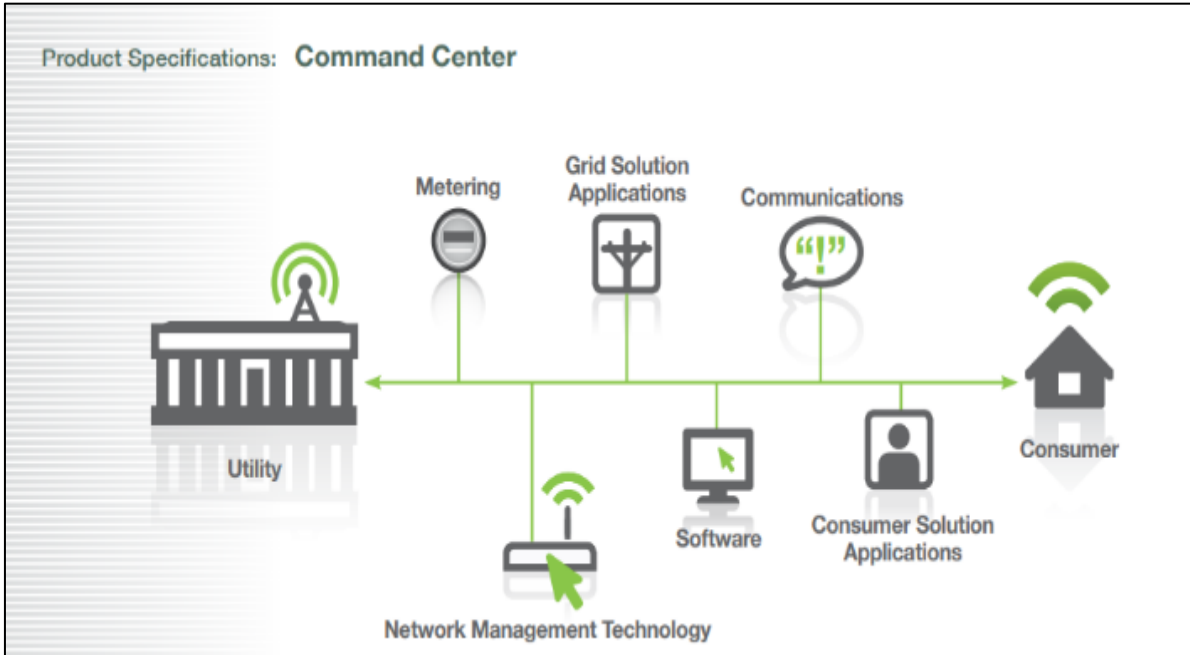 Product Specifications: Command Center
Metering
Grid Solution
Applications
Communications
“!”
Utility
Consumer
Software
Consumer Solution
Applications
Network Management Technology